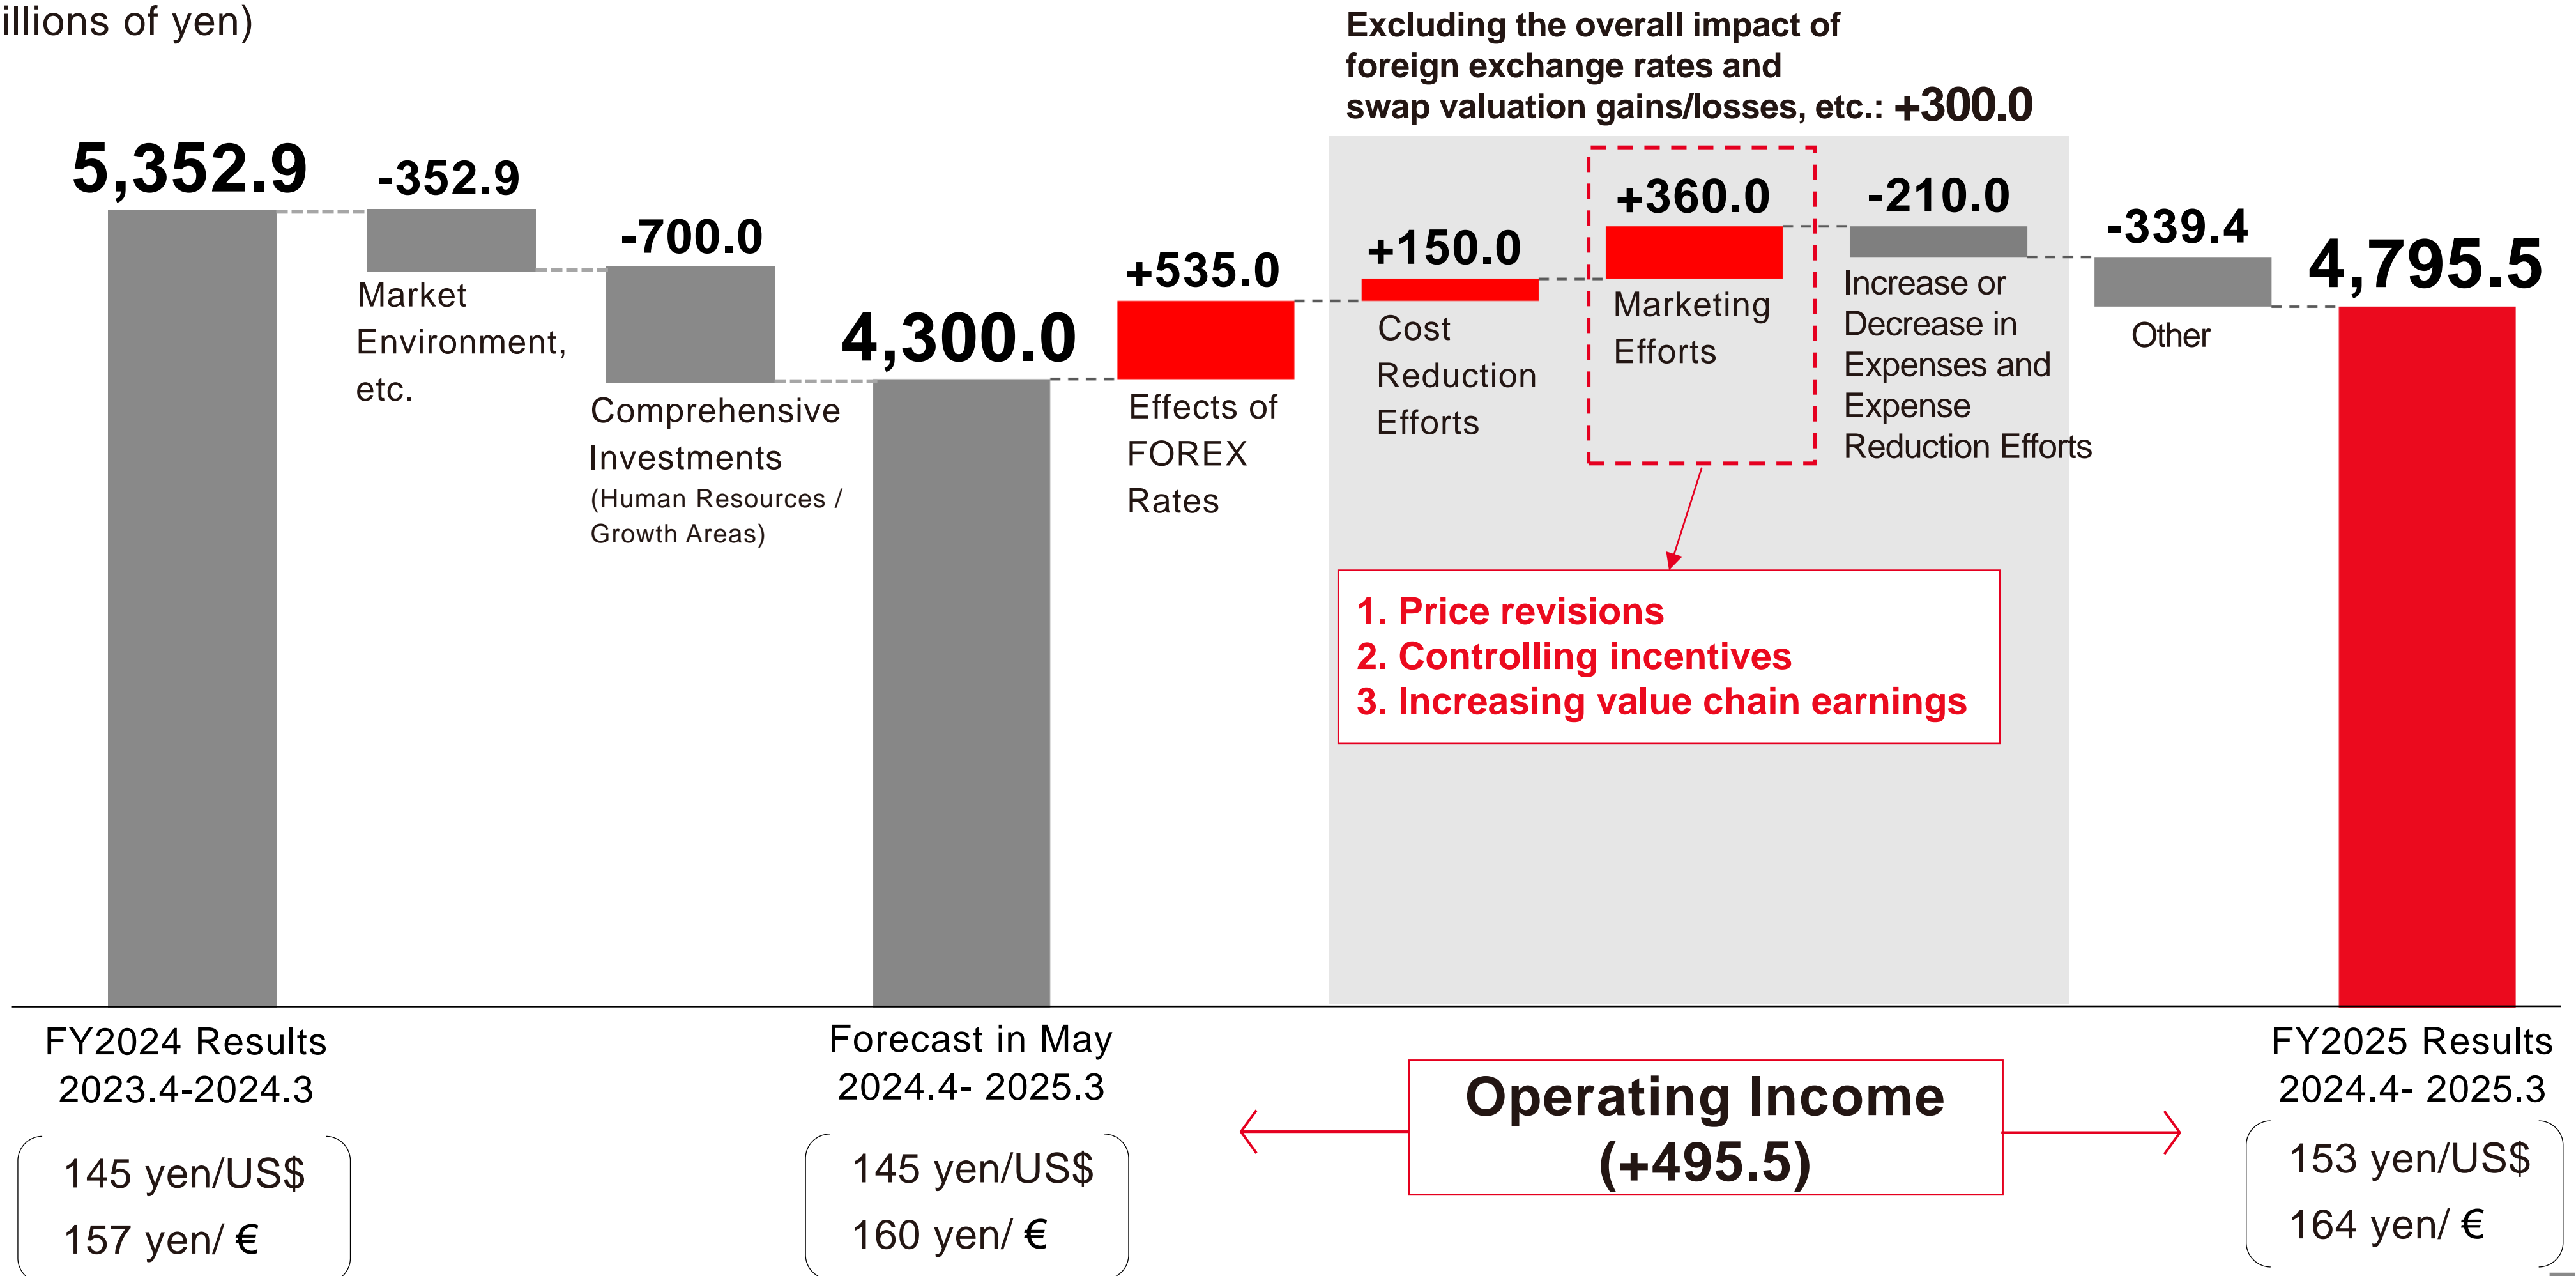 illions of yen)
Excluding the overall impact of
foreign exchange rates and
swap valuation gains/losses, etc.: +300.0
5,352.9
-352.9
Market
Environment,
etc.
-700.0
Comprehensive
Investments
(Human Resources /
Growth Areas)
4,300.0
+535.0
Effects of
FOREX
Rates
+150.0
Cost
Reduction
Efforts
+360.0
Marketing
Efforts
-210.0
Increase or
Decrease in
Expenses and
Expense
Reduction Efforts
-339.4
Other
4,795.5
1. Price revisions
2. Controlling incentives
3. Increasing value chain earnings
FY2024 Results
2023.4-2024.3
145 yen/US$
157 yen/ €
Forecast in May
2024.4- 2025.3
145 yen/US$
160 yen/ €
Operating Income
(+495.5)
FY2025 Results
2024.4- 2025.3
153 yen/US$
164 yen/ €